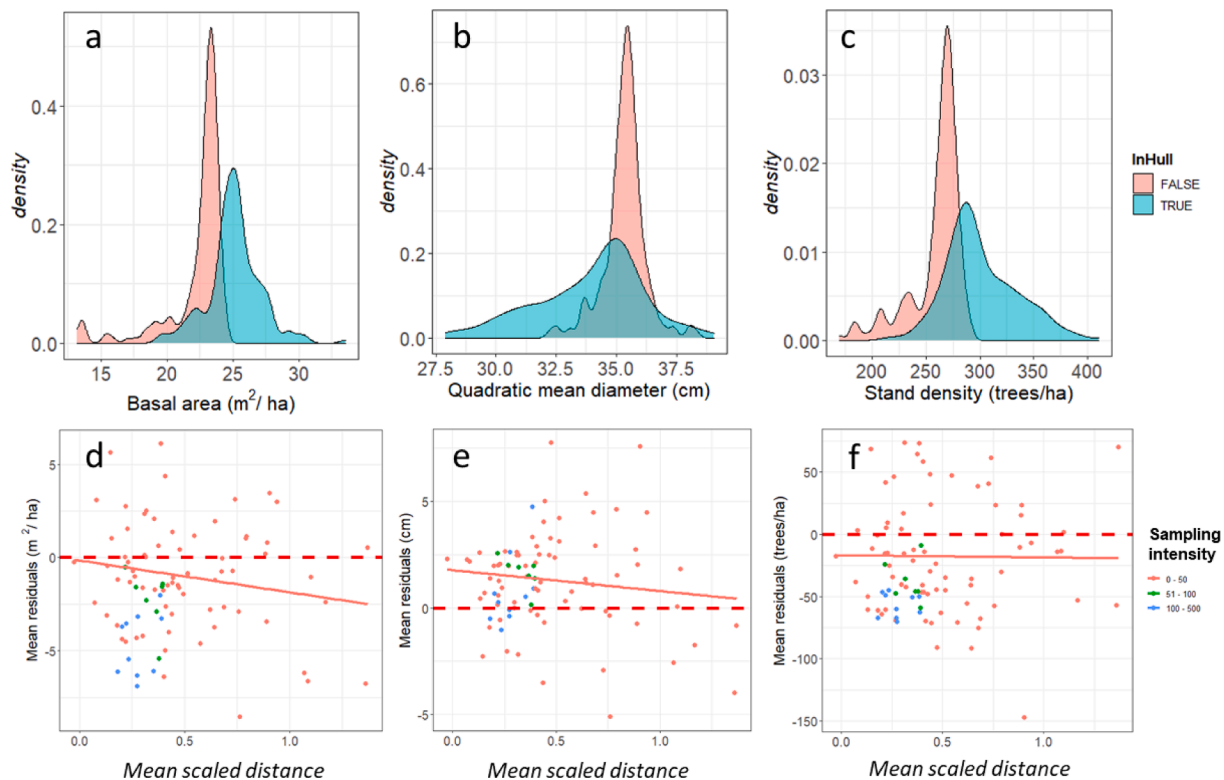 a
b
c
density
0.4
0.2
0.0
15
20
25
30
Basal area (m²/ ha)
density
0.6
0.4
0.2
0.0
27.5
30.0
32.5
35.0
37.5
Quadratic mean diameter (cm)
density
0.03
0.02
0.01
0.00
200
250
300
350
400
Stand density (trees/ha)
InHull
FALSE
TRUE
d
e
f
Mean residuals (m²/ ha)
5
0
-5
0.0
0.5
1.0
Mean scaled distance
Mean residuals (cm)
5
0
-5
0.0
0.5
1.0
Mean scaled distance
Mean residuals (trees/ha)
50
0
-50
-100
-150
0.0
0.5
1.0
Mean scaled distance
Sampling
intensity
0 - 50
51 - 100
100 - 500